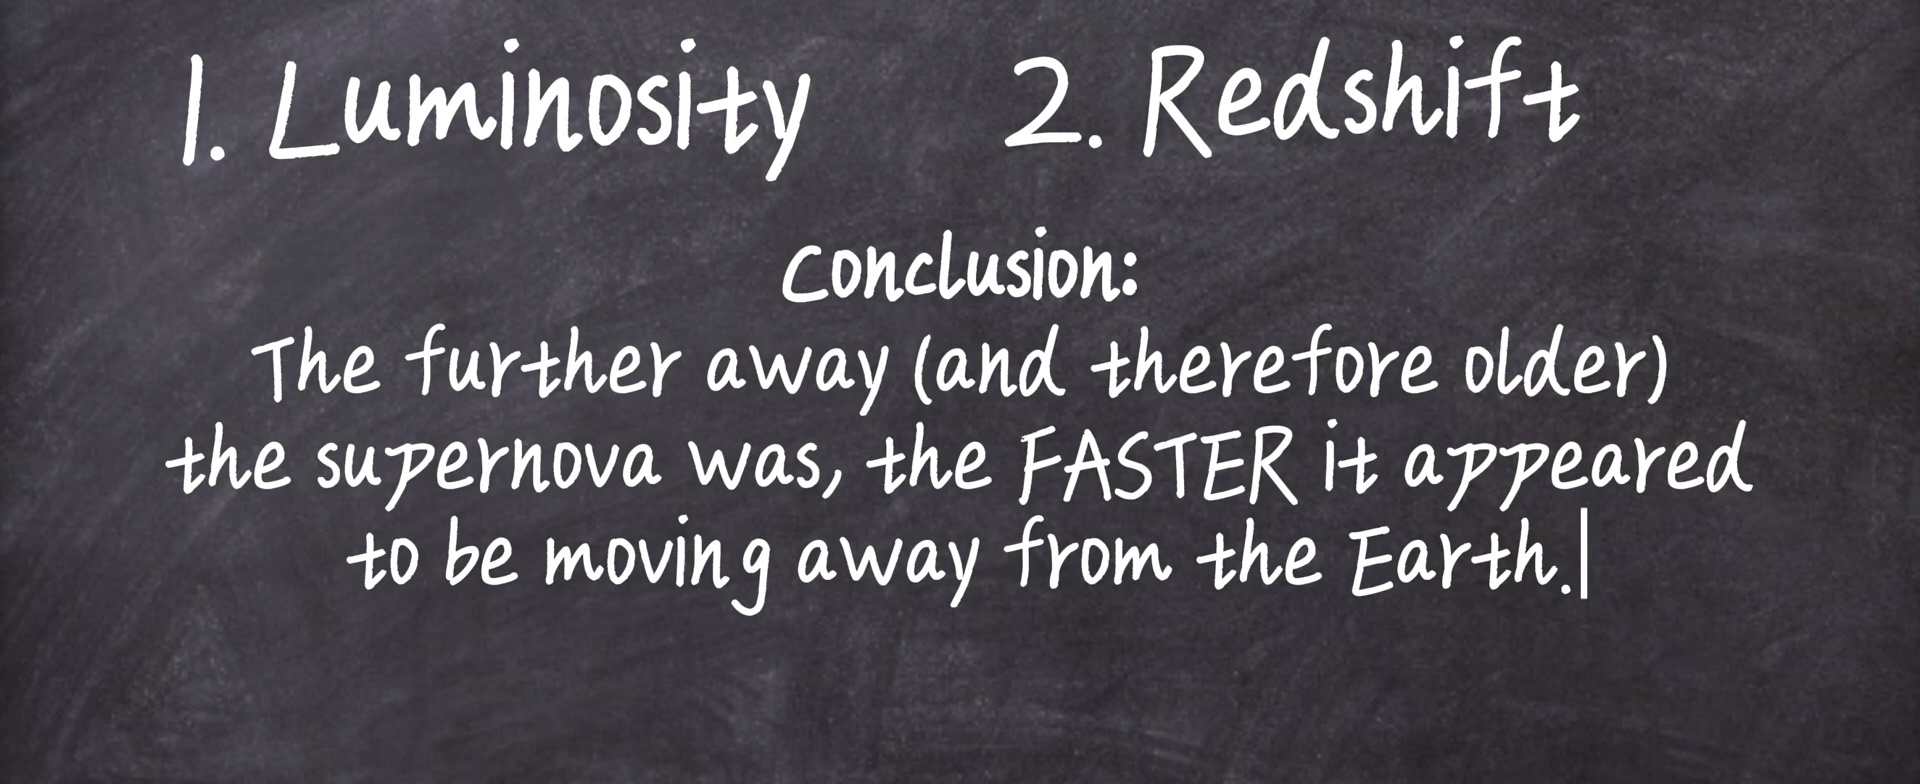 1. Luminosity 2. Redshift
Conclusion:
The further away (and therefore older)
the supernova was, the FASTER it appeared
to be moving away from the Earth.